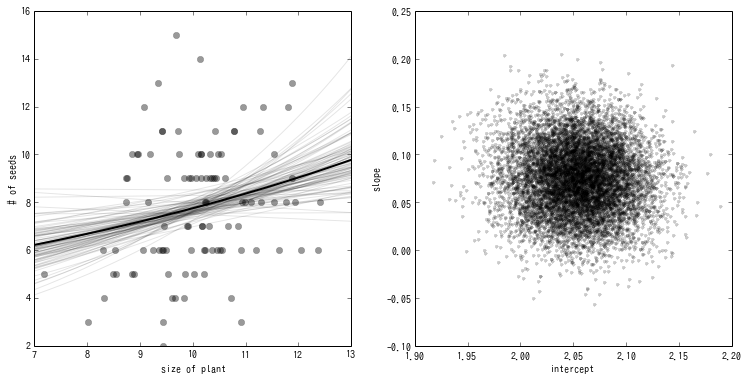 16
14
12
10
8
6
4
2
# of seeds
7 8 9 10 11 12 13
size of plant
0.25
0.20
0.15
0.10
0.05
0.00
-0.05
-0.10
slope
1.90 1.95 2.00 2.05 2.10 2.15 2.20
intercept